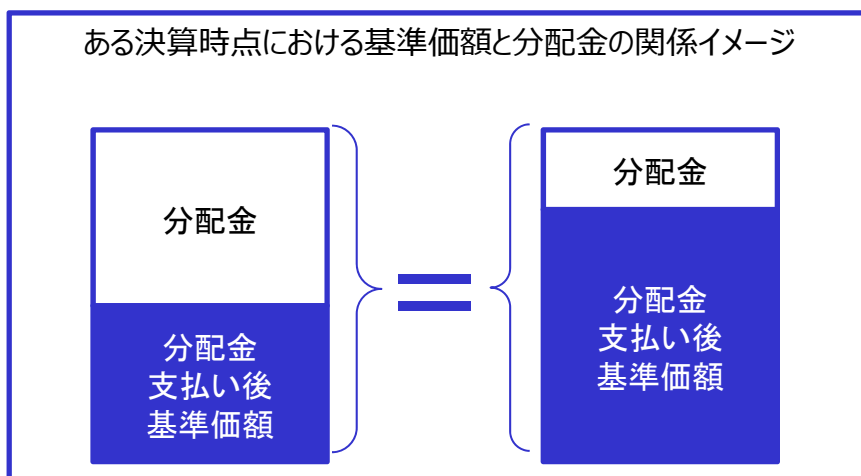 ある決算時点における基準価額と分配金の関係イメージ
分配金
分配金
支払い後
基準価額
=
分配金
分配金
支払い後
基準価額